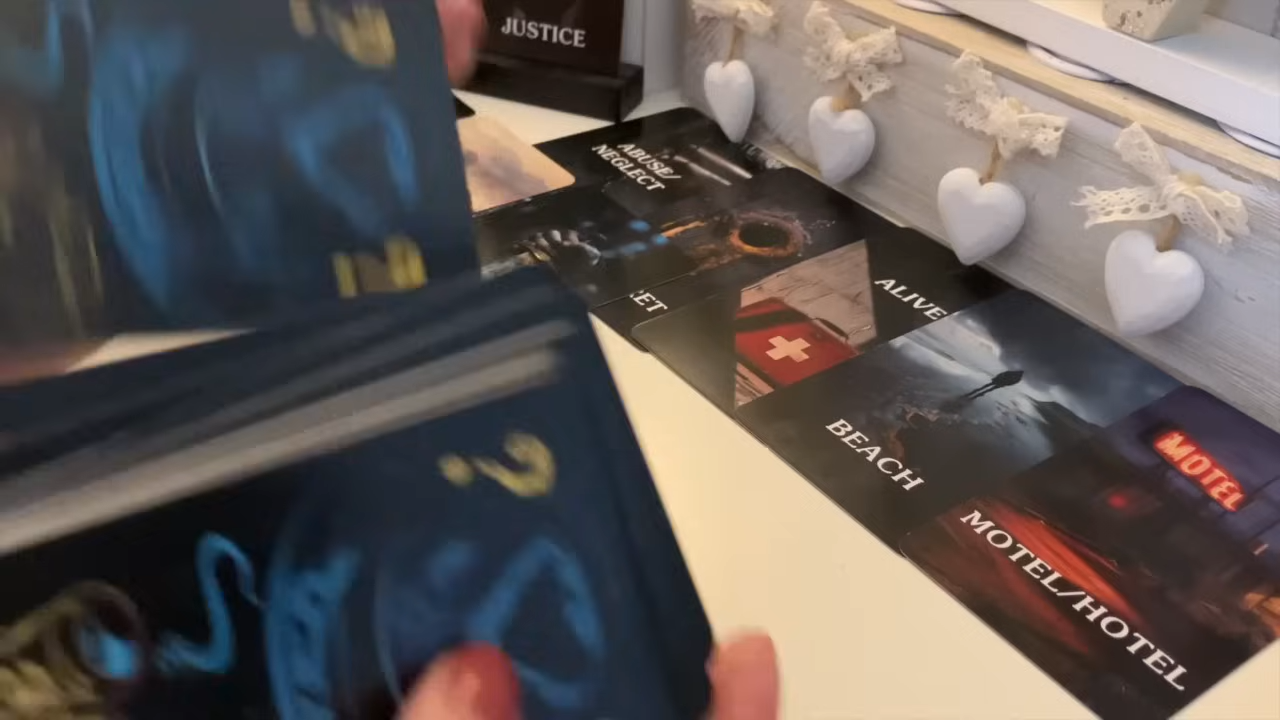 JUSTICE
ABUSE/
NEGLECT
ALIVE
BEACH
MOTEL
MOTEL/HOTEL
?